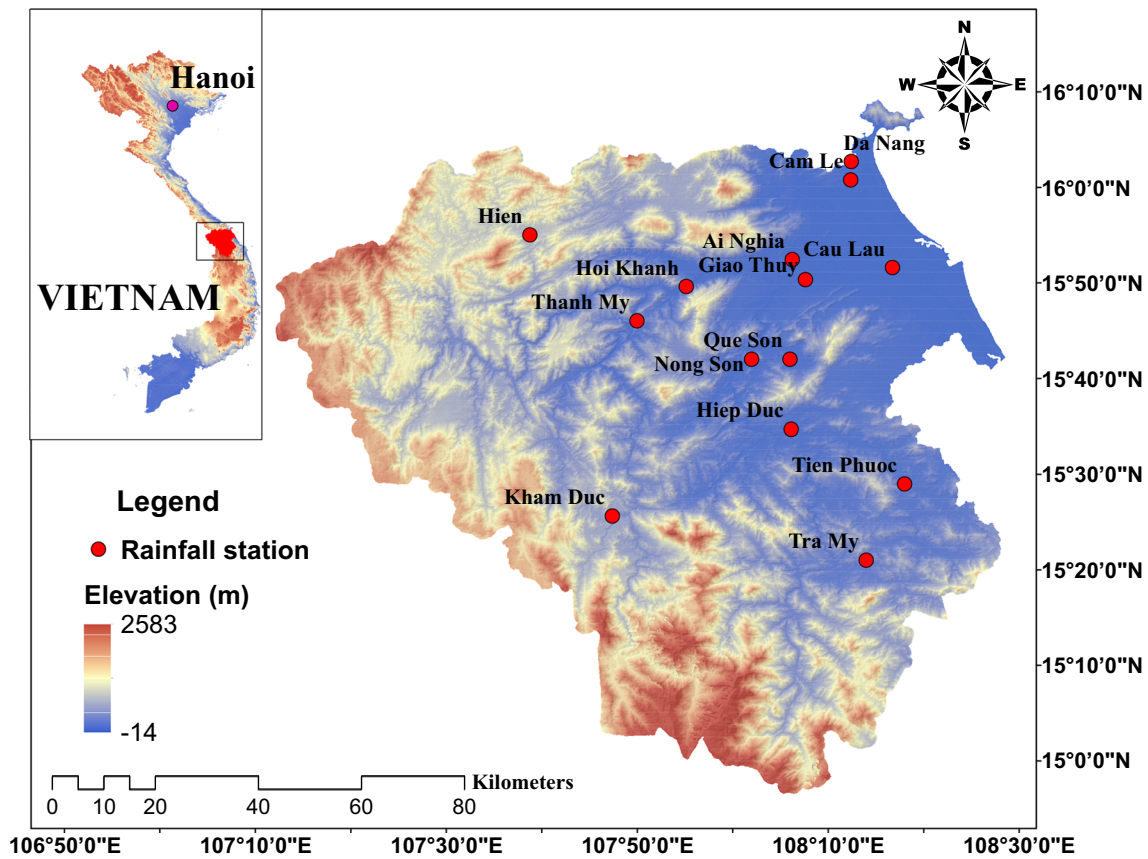 N
W
E
S
Hanoi
VIETNAM
Da Nang
Cam Le
Hien
Ai Nghia
Cau Lau
Giao Thuy
Hoi Khanh
Thanh My
Que Son
Nong Son
Hiep Duc
Tien Phuoc
Kham Duc
Tra My
Legend
Rainfall station
Elevation (m)
2583
-14
Kilometers
0 10 20 40 60 80
16°10'0"N
16°0'0"N
15°50'0"N
15°40'0"N
15°30'0"N
15°20'0"N
15°10'0"N
15°0'0"N
106°50'0"E 107°10'0"E 107°30'0"E 107°50'0"E 108°10'0"E 108°30'0"E